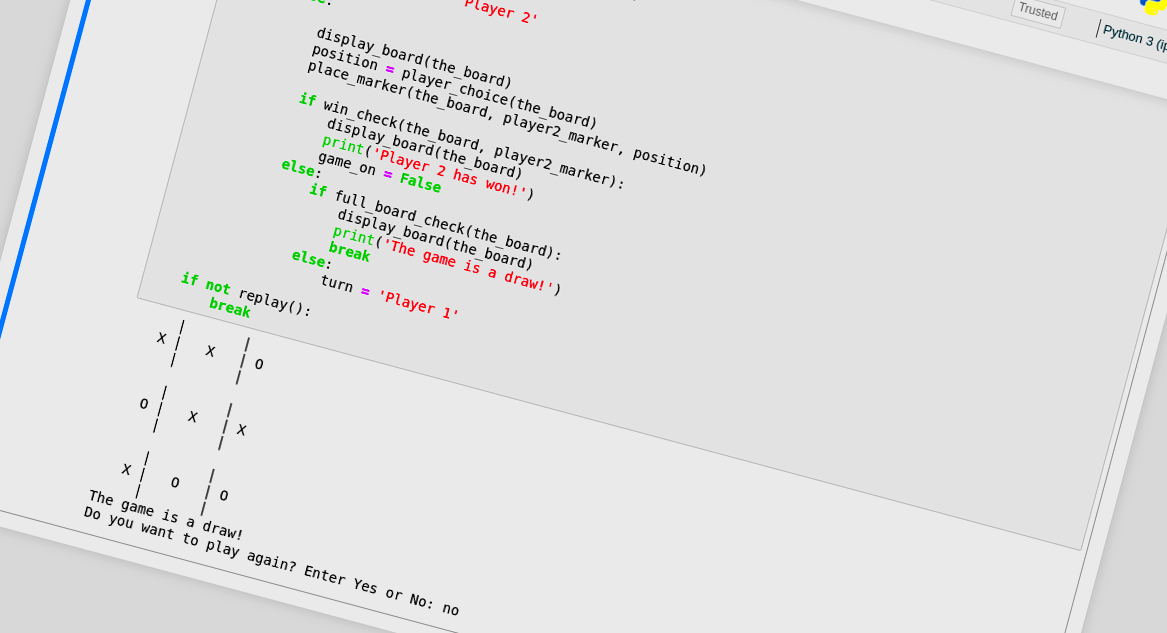 Trusted
Python 3 (ip
'Player 2'
display_board(the_board)
position = player_choice(the_board)
place_marker(the_board, player2_marker, position)
if win_check(the_board, player2_marker):
display_board(the_board)
print('Player 2 has won!')
game_on = False
else:
if full_board_check(the_board):
display_board(the_board)
print('The game is a draw!')
break
else:
turn = 'Player 1'
if not replay():
break
|
X | X | O
|
|
O | X | X
|
|
X | O | O
|
The game is a draw!
Do you want to play again? Enter Yes or No: no